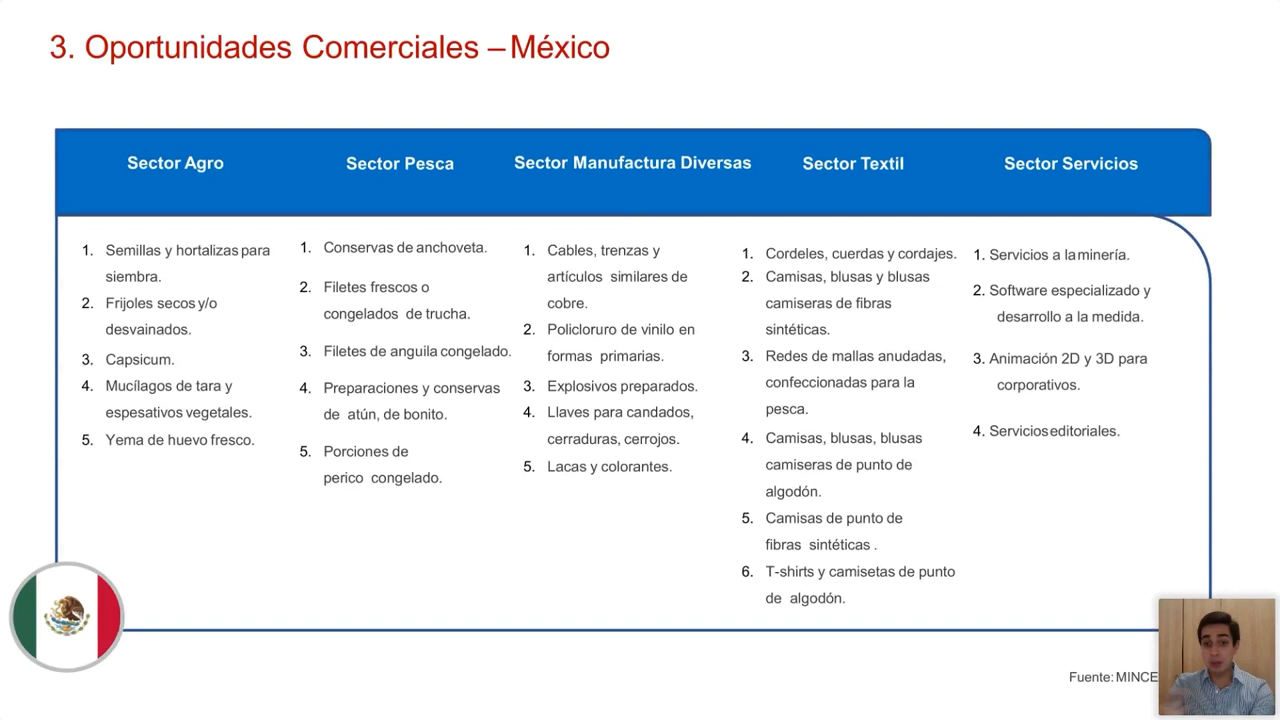 3. Oportunidades Comerciales – México
Sector Agro
Sector Pesca
Sector Manufactura Diversas
Sector Textil
Sector Servicios
1. Semillas y hortalizas para
siembra.
2. Frijoles secos y/o
desvainados.
3. Capsicum.
4. Mucílagos de tara y
espesativos vegetales.
5. Yema de huevo fresco.
1. Conservas de anchoveta.
2. Filetes frescos o
congelados de trucha.
3. Filetes de anguila congelado.
4. Preparaciones y conservas
de atún, de bonito.
5. Porciones de
perico congelado.
1. Cables, trenzas y
artículos similares de
cobre.
2. Policloruro de vinilo en
formas primarias.
3. Explosivos preparados.
4. Llaves para candados,
cerraduras, cerrojos.
5. Lacas y colorantes.
1. Cordeles, cuerdas y cordajes.
2. Camisas, blusas y blusas
camiseras de fibras
sintéticas.
3. Redes de mallas anudadas,
confeccionadas para la
pesca.
4. Camisas, blusas, blusas
camiseras de punto de
algodón.
5. Camisas de punto de
fibras sintéticas .
6. T-shirts y camisetas de punto
de algodón.
1. Servicios a la minería.
2. Software especializado y
desarrollo a la medida.
3. Animación 2D y 3D para
corporativos.
4. Servicios editoriales.
Fuente: MINCE